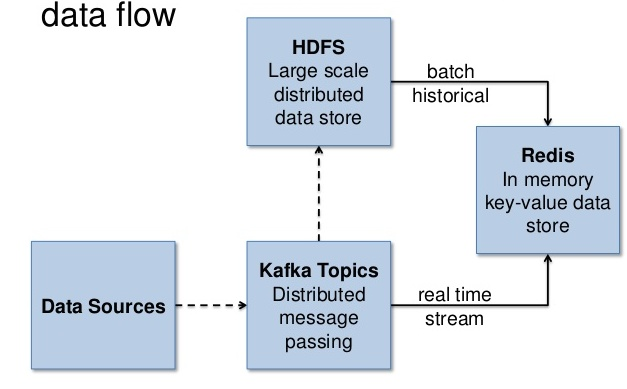 data flow
HDFS
Large scale
distributed
data store
batch
historical
Redis
In memory
key-value data
store
Data Sources
Kafka Topics
Distributed
message
passing
real time
stream